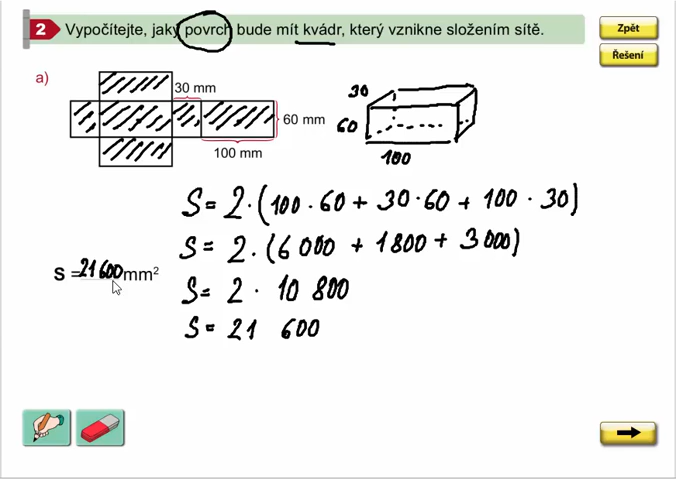 2 Vypočítejte, jaký povrch bude mít kvádr, který vznikne složením sítě.
Zpět
Řešení
a)
30 mm
60 mm
100 mm
30
60
100
S = 2 · (100 · 60 + 30 · 60 + 100 · 30)
S = 2 · (6 000 + 1 800 + 3 000)
S = 21 600 mm²
S = 2 · 10 800
S = 21 600